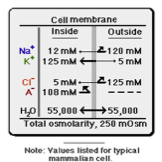 Cell membrane
Inside Outside
Na+ 12 mM 120 mM
K+ 125 mM 5 mM
Cl- 5 mM 125 mM
A- 108 mM -----
H2O 55,000 55,000
Total osmolarity, 250 mOsm
Note: Values listed for typical
mammalian cell.